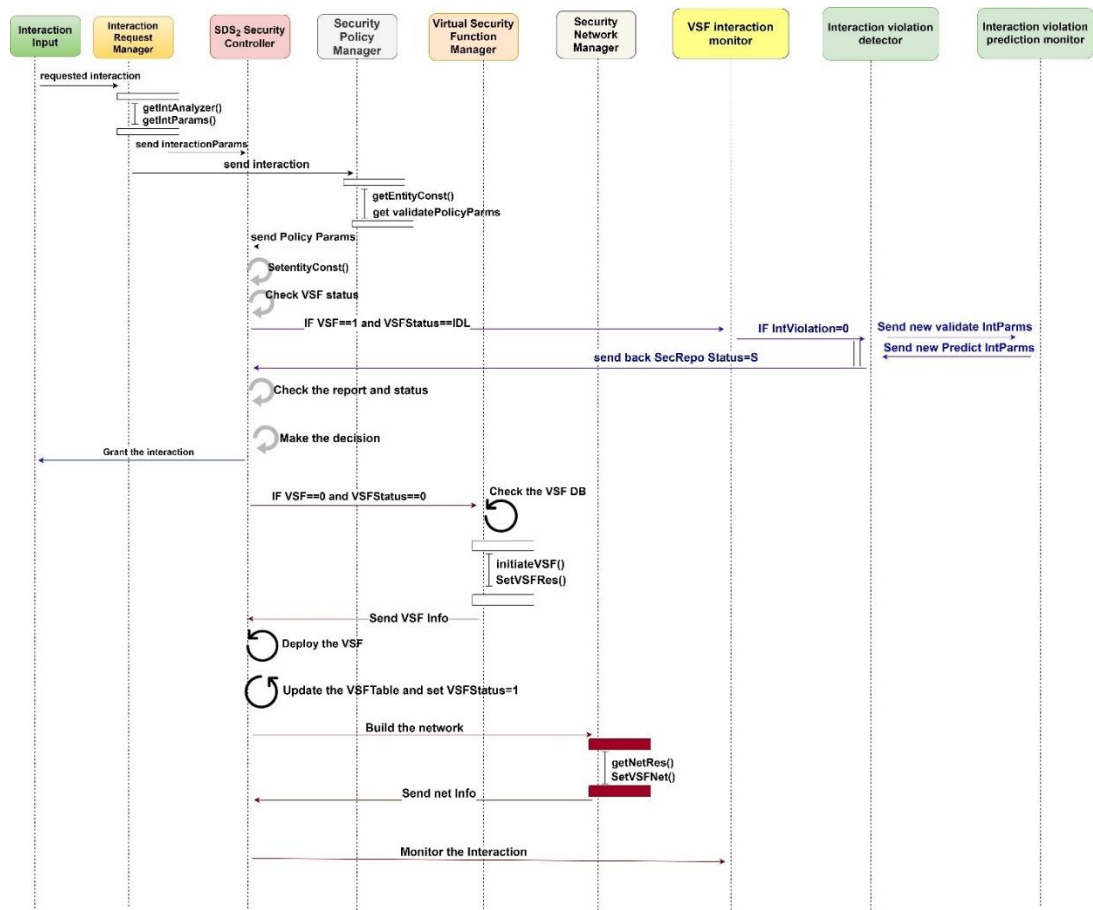 Interaction
Input
Interaction
Request
Manager
SDS₂ Security
Controller
Security
Policy
Manager
Virtual Security
Function
Manager
Security
Network
Manager
VSF interaction
monitor
Interaction violation
detector
Interaction violation
prediction monitor
requested interaction
getIntAnalyzer()
getIntParams()
send interactionParams
send interaction
getEntityConst()
get validatePolicyParms
send Policy Params
SetentityConst()
Check VSF status
IF VSF==1 and VSFStatus==IDL
IF IntViolation=0
Send new validate IntParms
Send new Predict IntParms
send back SecRepo Status=S
Check the report and status
Make the decision
Grant the interaction
Check the VSF DB
IF VSF==0 and VSFStatus==0
initiateVSF()
SetVSFRes()
Send VSF Info
Deploy the VSF
Update the VSFTable and set VSFStatus=1
Build the network
getNetRes()
SetVSFNet()
Send net Info
Monitor the Interaction